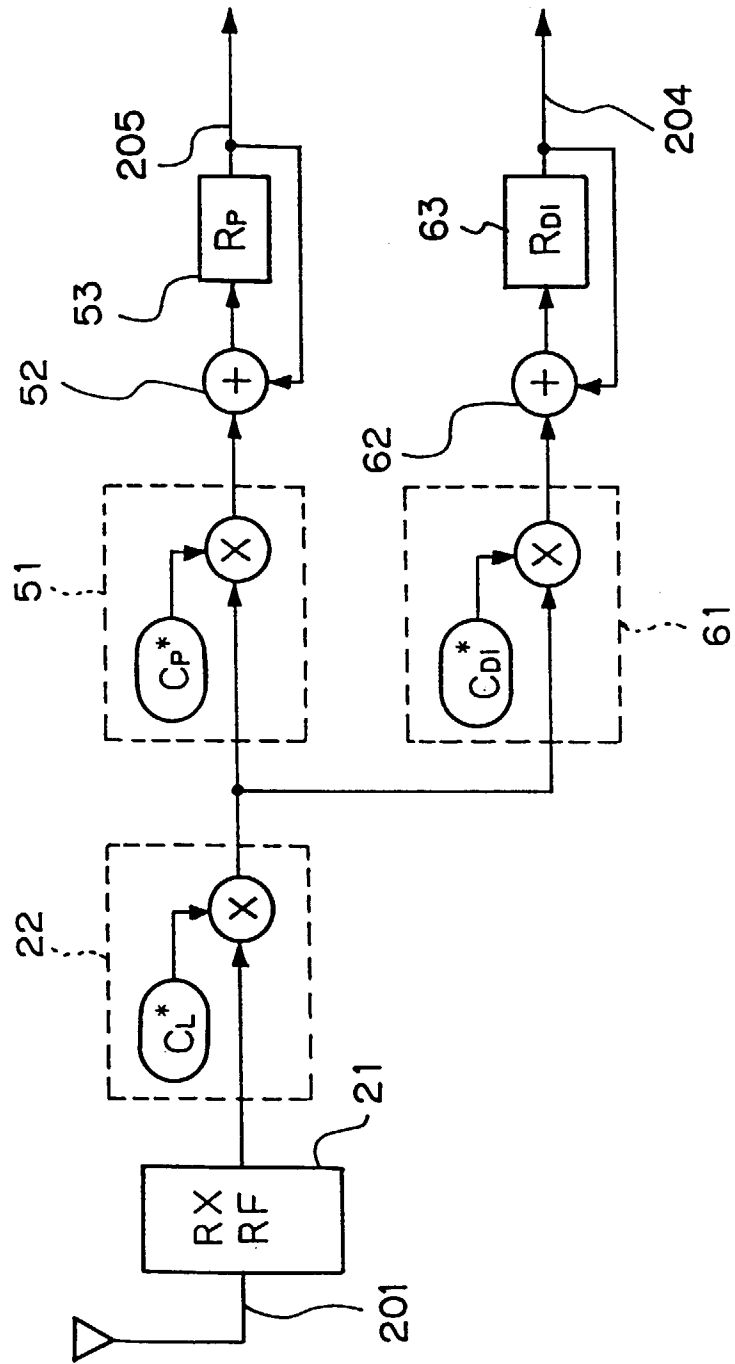 201
RX
RF
21
22
CL*
51
CP*
X
X
52
+
53
RP
205
61
CDI*
X
62
+
63
RDI
204